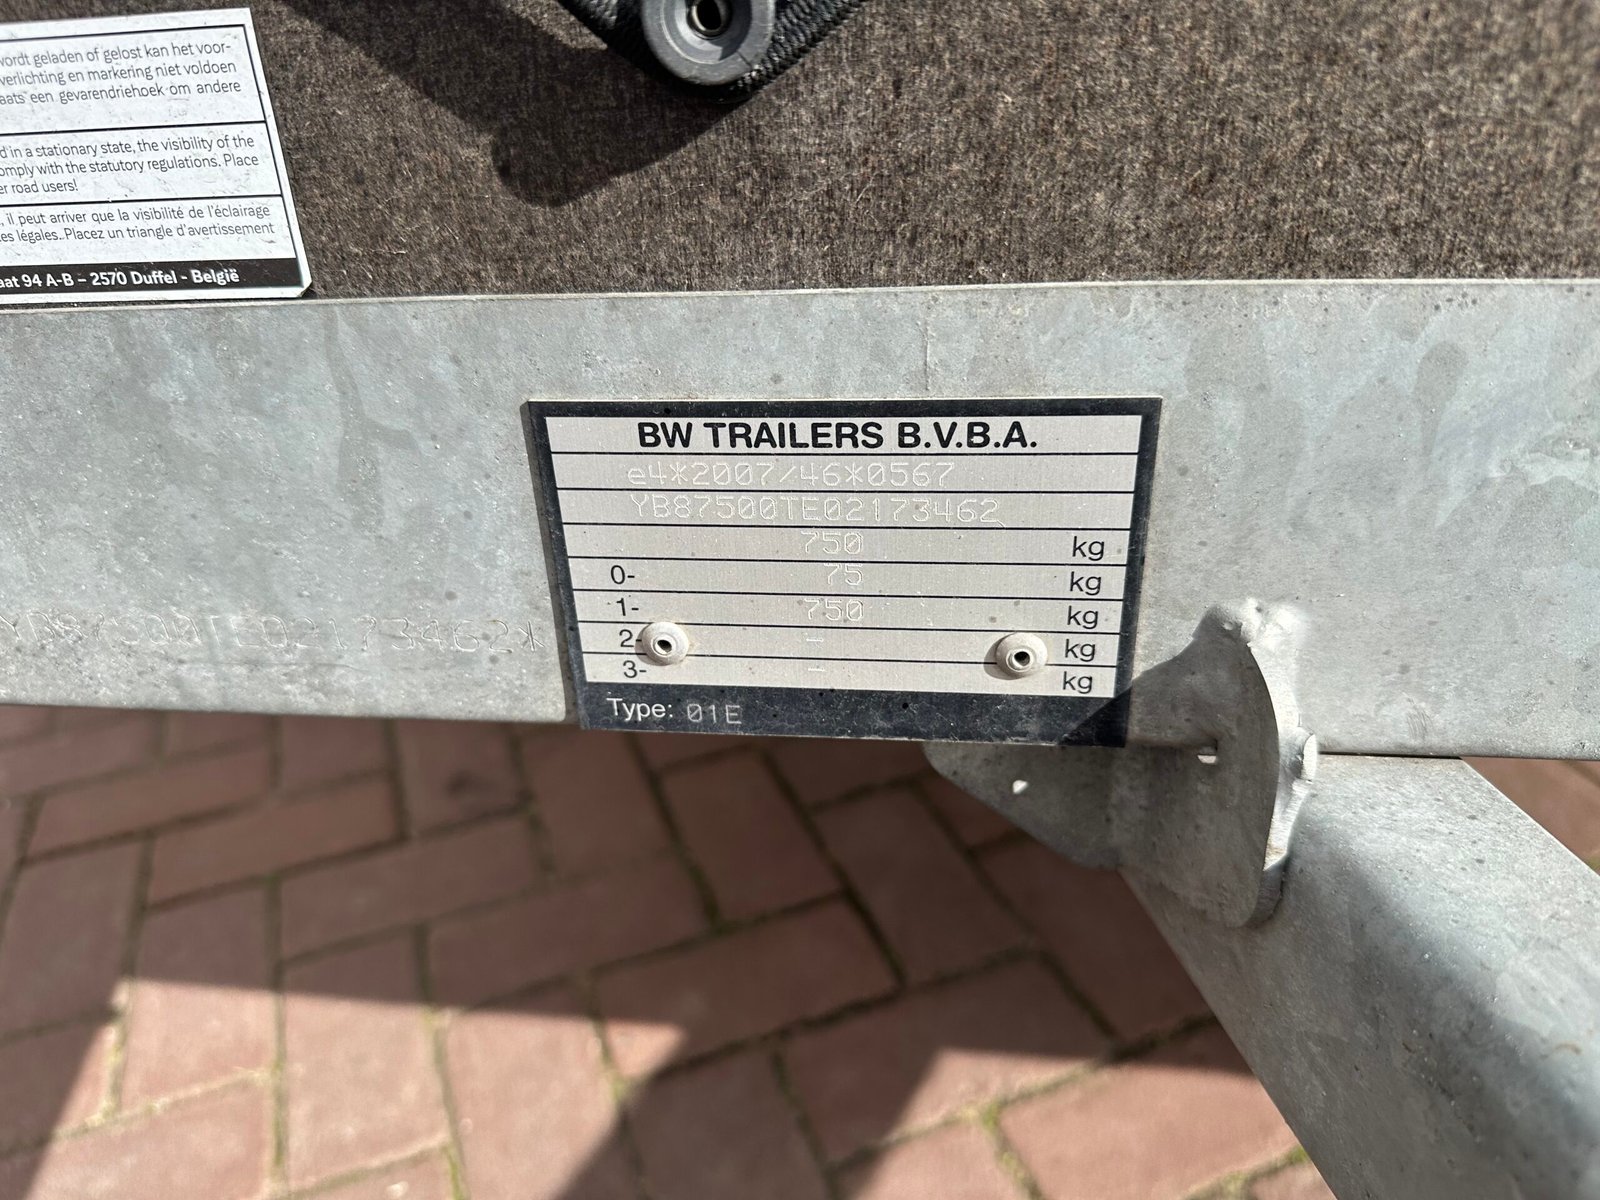 wordt geladen of gelost kan het voor-
verlichting en markering niet voldoen
aats een gevarendriehoek om andere
d in a stationary state, the visibility of the
omply with the statutory regulations. Place
er road users!
, il peut arriver que la visibilité de l'éclairage
es légales. Placez un triangle d'avertissement
aat 94 A-B – 2570 Duffel - België
BW TRAILERS B.V.B.A.
e4*2007/46*0567
YB87500TE02173462
750 kg
0- 75 kg
1- 750 kg
2- - kg
3- - kg
Type: 01E
YB87500TE02173462*